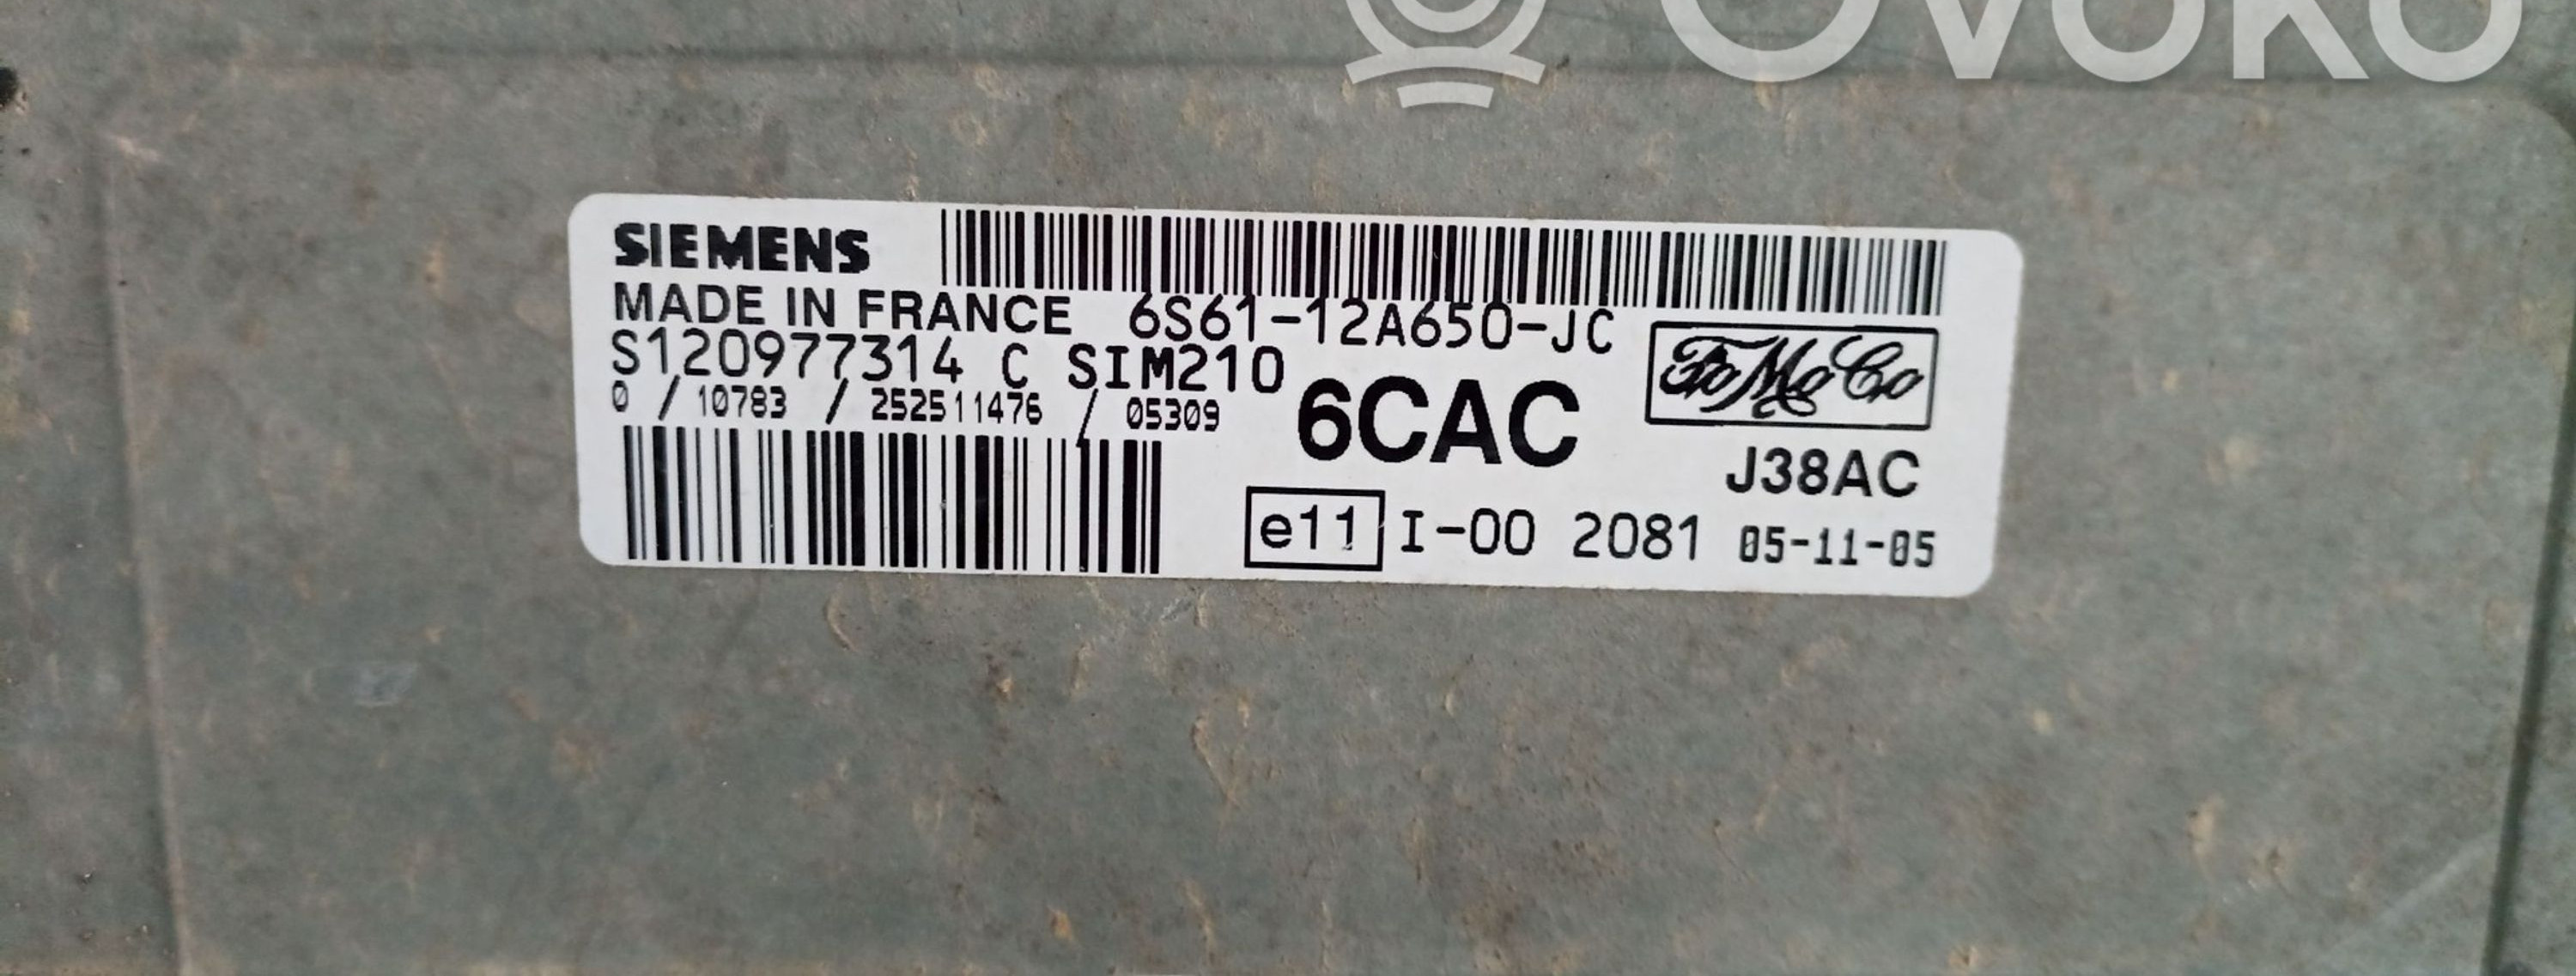 OVOKO
SIEMENS
MADE IN FRANCE 6S61-12A650-JC
S120977314 C SIM210
FoMoCo
0 / 10783 / 252511476 / 05309
6CAC
J38AC
e11 I-00 2081 05-11-05